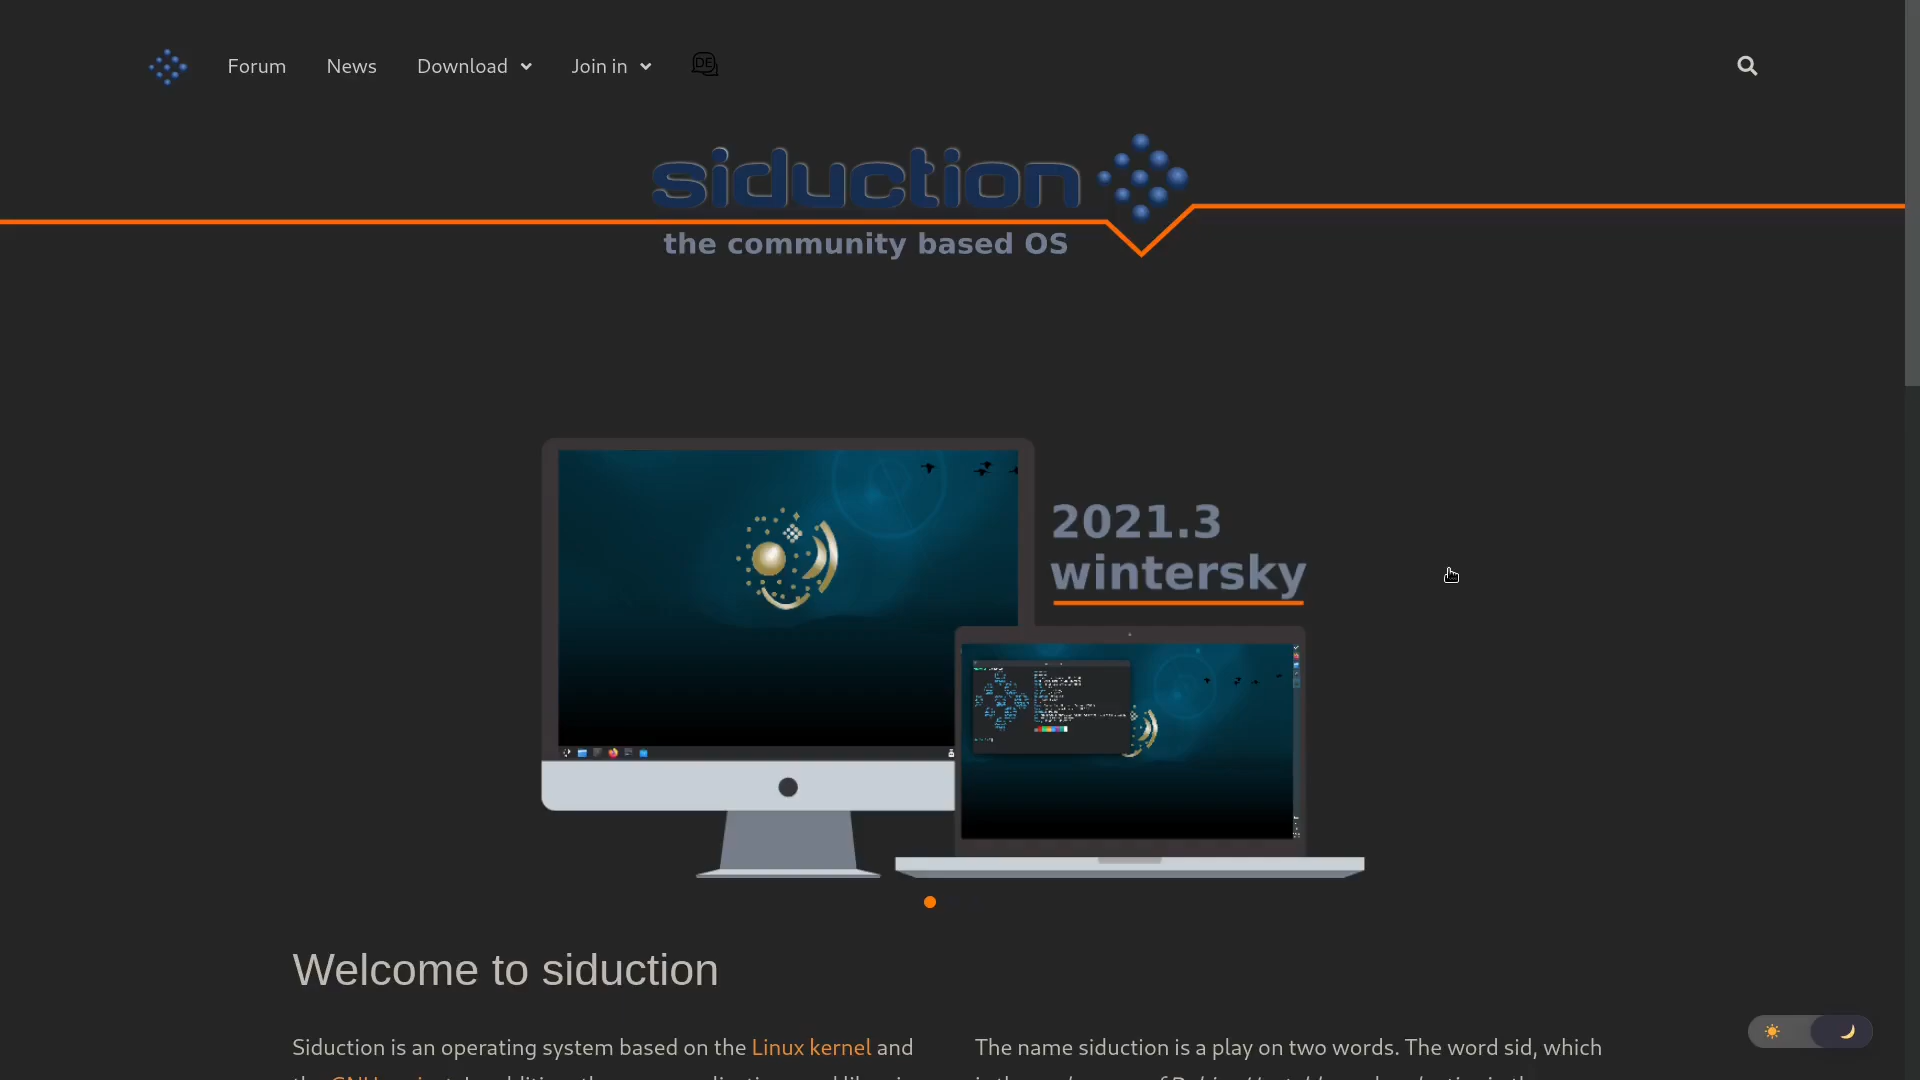 Forum News Download Join in DE
siduction
the community based OS
2021.3
wintersky
Welcome to siduction
Siduction is an operating system based on the Linux kernel and
The name siduction is a play on two words. The word sid, which